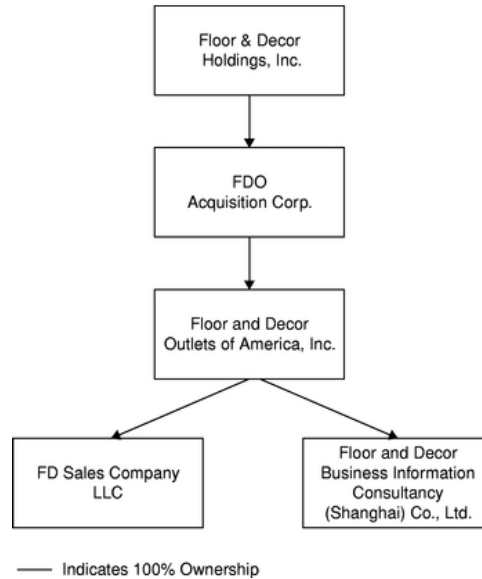 Floor & Decor
Holdings, Inc.
FDO
Acquisition Corp.
Floor and Decor
Outlets of America, Inc.
FD Sales Company
LLC
Floor and Decor
Business Information
Consultancy
(Shanghai) Co., Ltd.
Indicates 100% Ownership